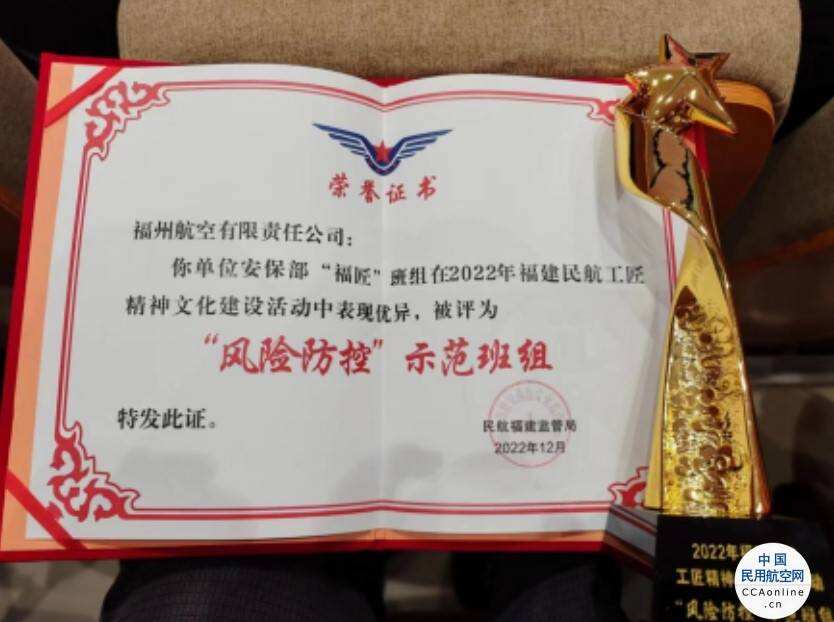 荣誉证书
福州航空有限责任公司：
你单位安保部“福匠”班组在2022年福建民航工匠
精神文化建设活动中表现优异，被评为
“风险防控”示范班组
特发此证。
民航福建监管局
2022年12月
2022年福
工匠精神
动
“风险防控
班组
中国
民用航空网
CCAonline
.cn